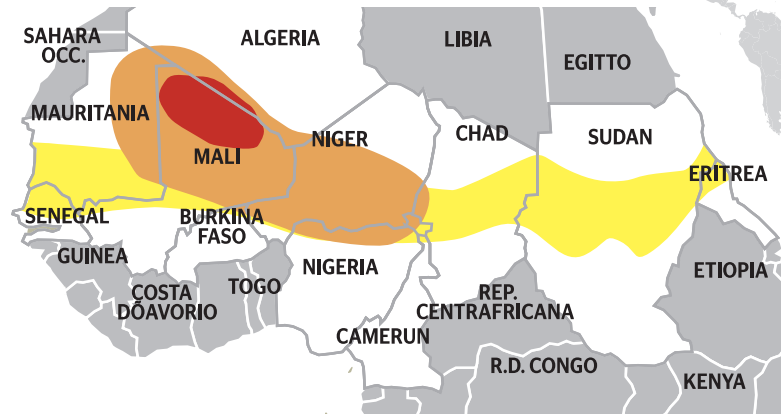 SAHARA
OCC.
ALGERIA
LIBIA
EGITTO
MAURITANIA
MALI
NIGER
CHAD
SUDAN
ERITREA
SENEGAL
BURKINA
FASO
GUINEA
NIGERIA
ETIOPIA
COSTA
DÕAVORIO
TOGO
REP.
CENTRAFRICANA
CAMERUN
R.D. CONGO
KENYA